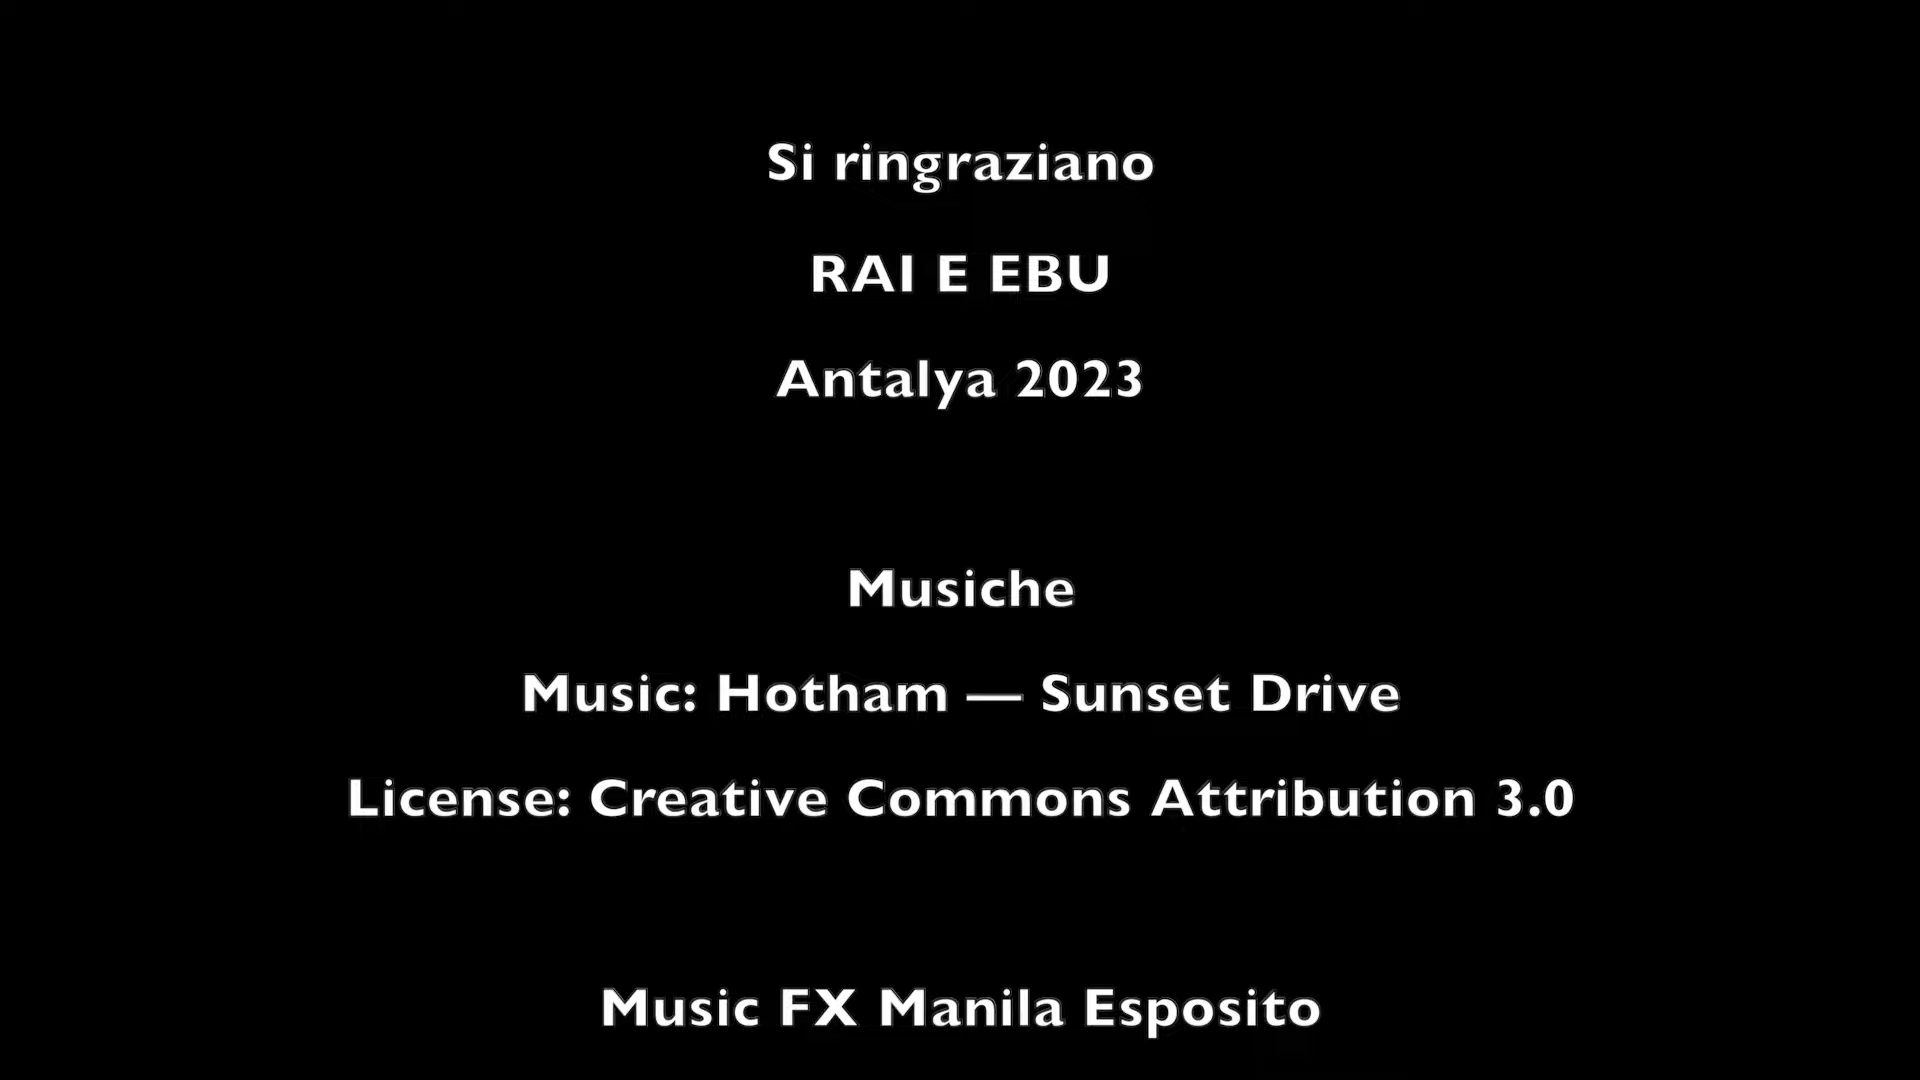 Si ringraziano
RAI E EBU
Antalya 2023
Musiche
Music: Hotham — Sunset Drive
License: Creative Commons Attribution 3.0
Music FX Manila Esposito